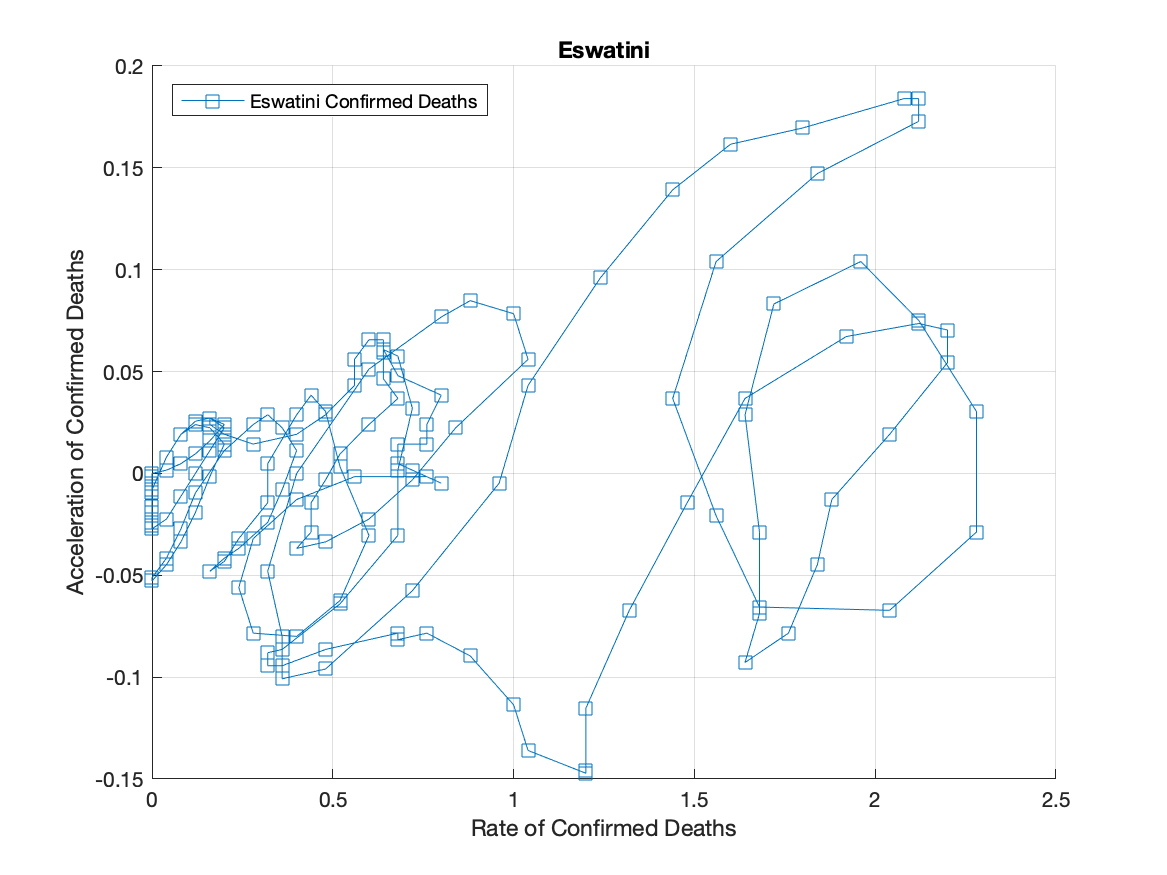 Eswatini
0.2
Eswatini Confirmed Deaths
0.15
0.1
0.05
0
-0.05
-0.1
-0.15
Acceleration of Confirmed Deaths
0 0.5 1 1.5 2 2.5
Rate of Confirmed Deaths